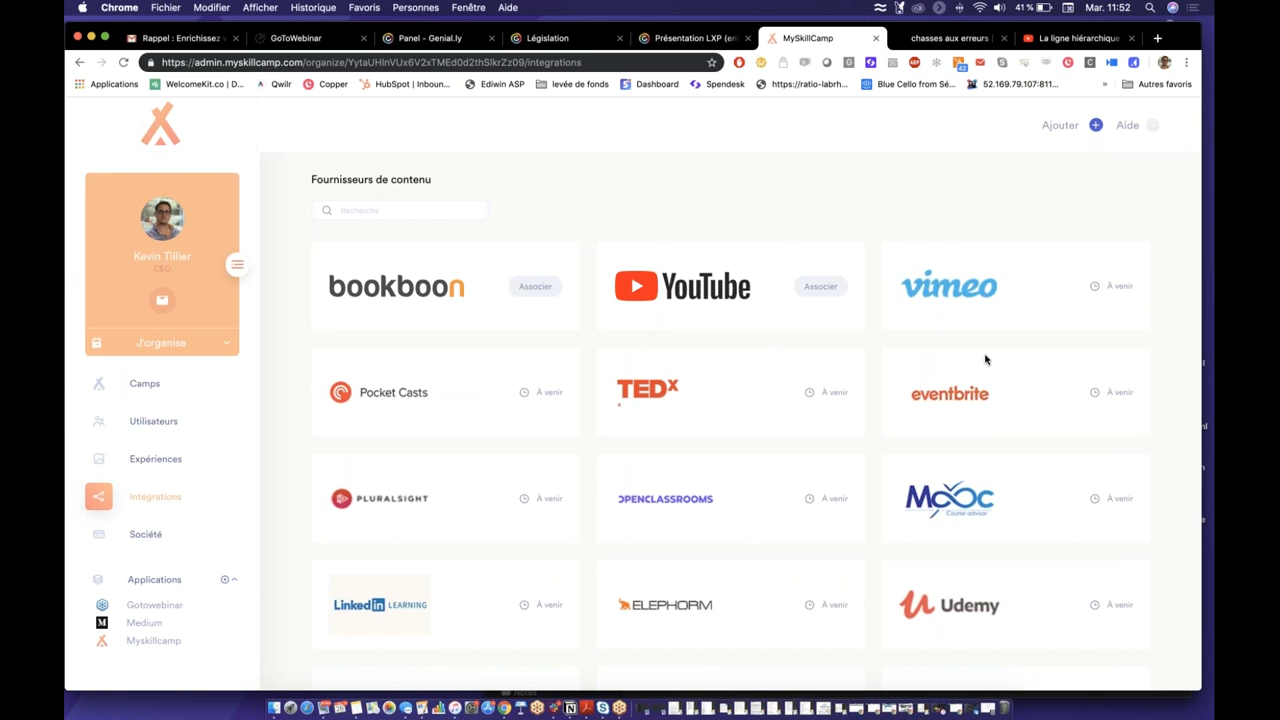 Chrome Fichier Modifier Afficher Historique Favoris Personnes Fenêtre Aide 41 % Mar. 11:52
Rappel : Enrichissez GoToWebinar Panel - Genial.ly Législation Présentation LXP (en MySkillCamp chasses aux erreurs La ligne hiérarchique
https://admin.myskillcamp.com/organize/YytaUHInVUx6V2xTMEd0d2thSlkrZz09/integrations
Applications WelcomeKit.co | D... Qwilr Copper HubSpot | Inboun... Ediwin ASP levée de fonds Dashboard Spendesk https://ratio-labrh... Blue Cello from Sé... 52.169.79.107:811... » Autres favoris
Ajouter Aide
Fournisseurs de contenu
Recherche
Kevin Tillier
CEO
J'organise
Camps
Utilisateurs
Expériences
Intégrations
Société
Applications
Gotowebinar
Medium
Myskillcamp
bookboon Associer YouTube Associer vimeo À venir
Pocket Casts À venir TEDx À venir eventbrite À venir
PLURALSIGHT À venir OPENCLASSROOMS À venir MOOC Course advisor À venir
Linked in LEARNING À venir ELEPHORM À venir Udemy À venir
Notes